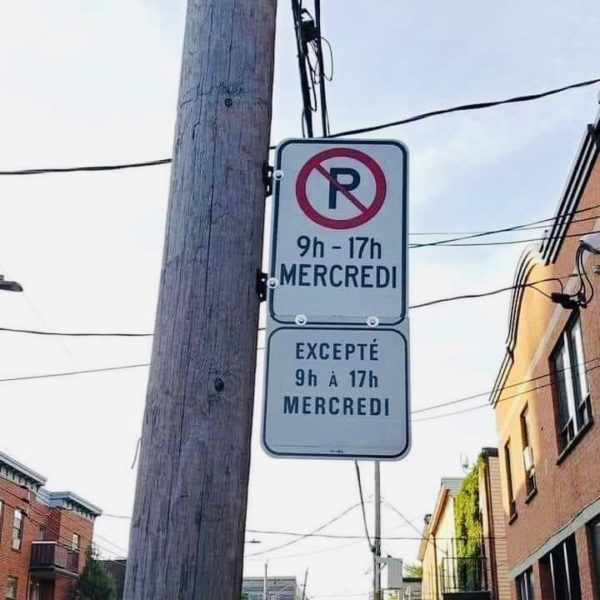 P
9h - 17h
MERCREDI
EXCEPTÉ
9h À 17h
MERCREDI